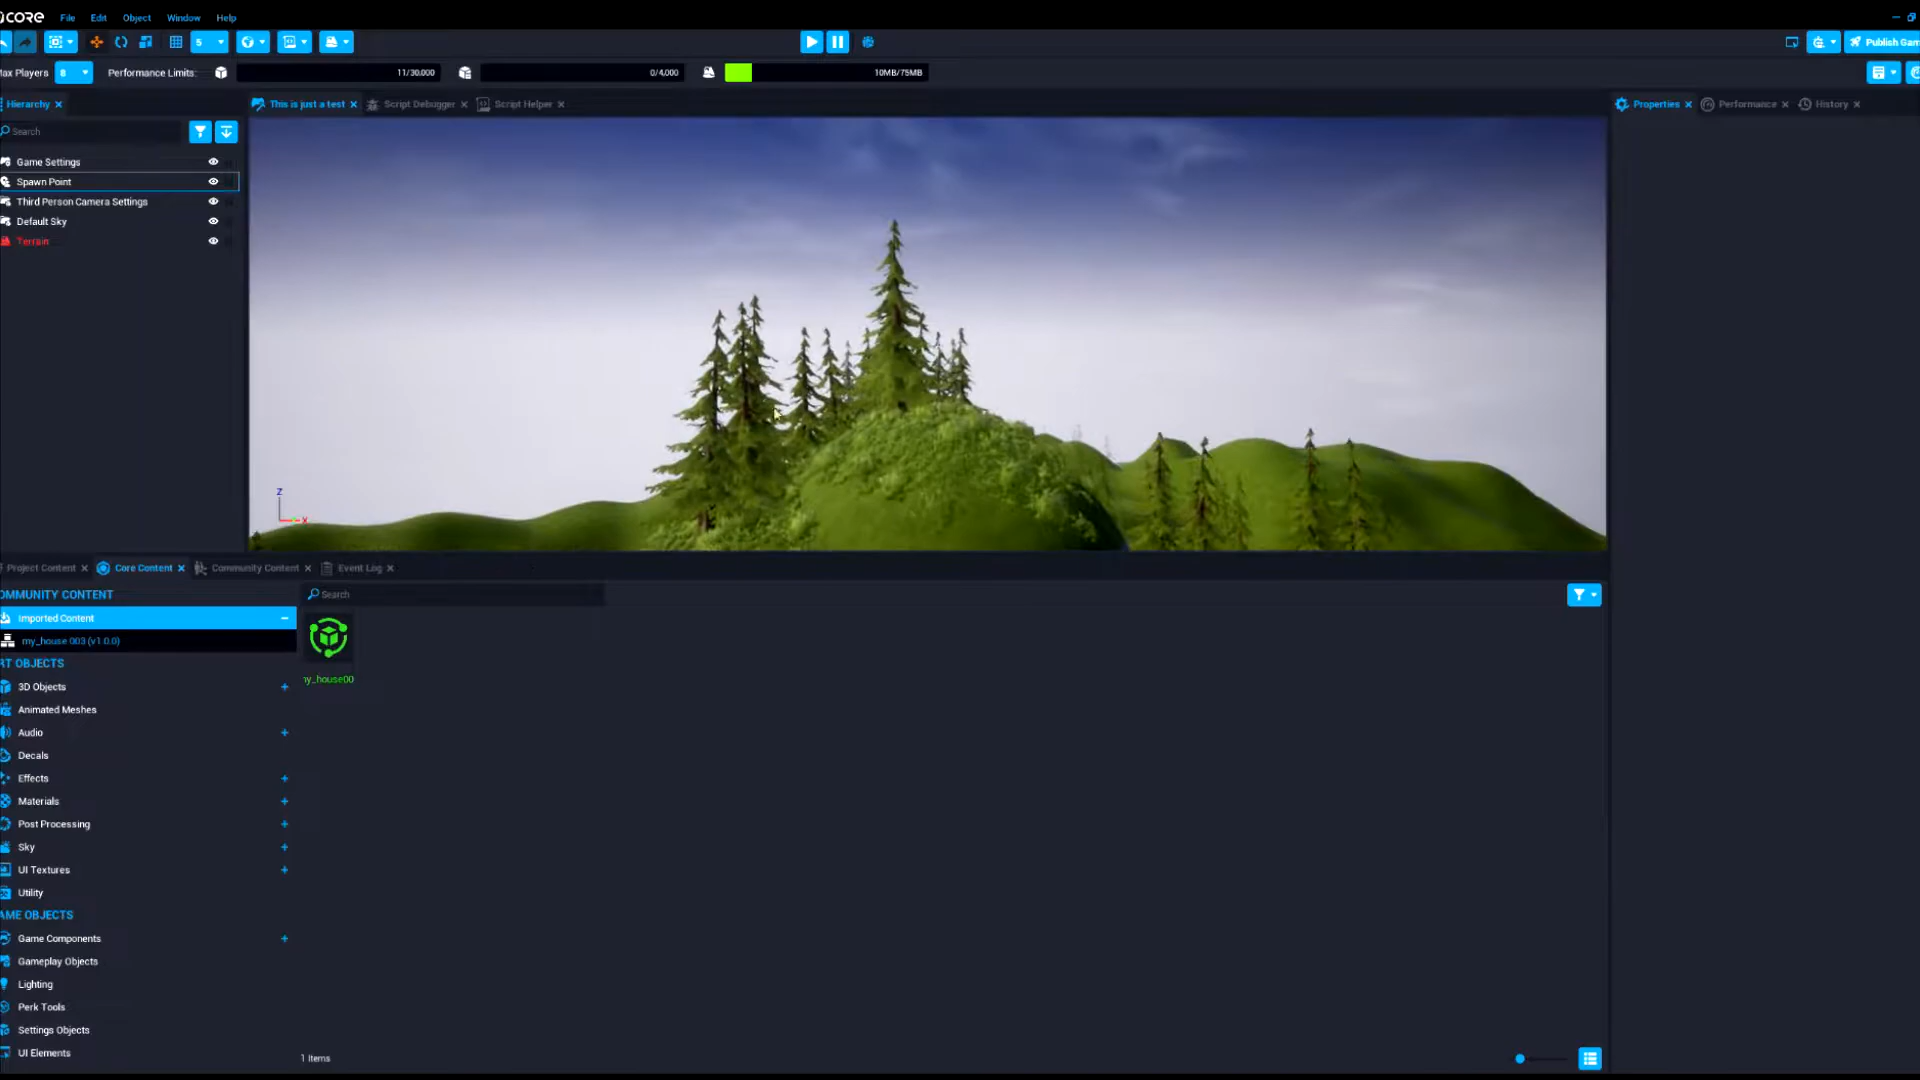 CORE File Edit Object Window Help
5 Publish Gam
ax Players 8 Performance Limits: 11/30,000 0/4,000 10MB/75MB
Hierarchy This is just a test Script Debugger Script Helper Properties Performance History
Search
Game Settings
Spawn Point
Third Person Camera Settings
Default Sky
Terrain
Z
X
Project Content Core Content Community Content Event Log
OMMUNITY CONTENT Search
Imported Content
my_house 003 (v1.0.0)
RT OBJECTS
ny_house00
3D Objects
Animated Meshes
Audio
Decals
Effects
Materials
Post Processing
Sky
UI Textures
Utility
AME OBJECTS
Game Components
Gameplay Objects
Lighting
Perk Tools
Settings Objects
UI Elements
1 Items